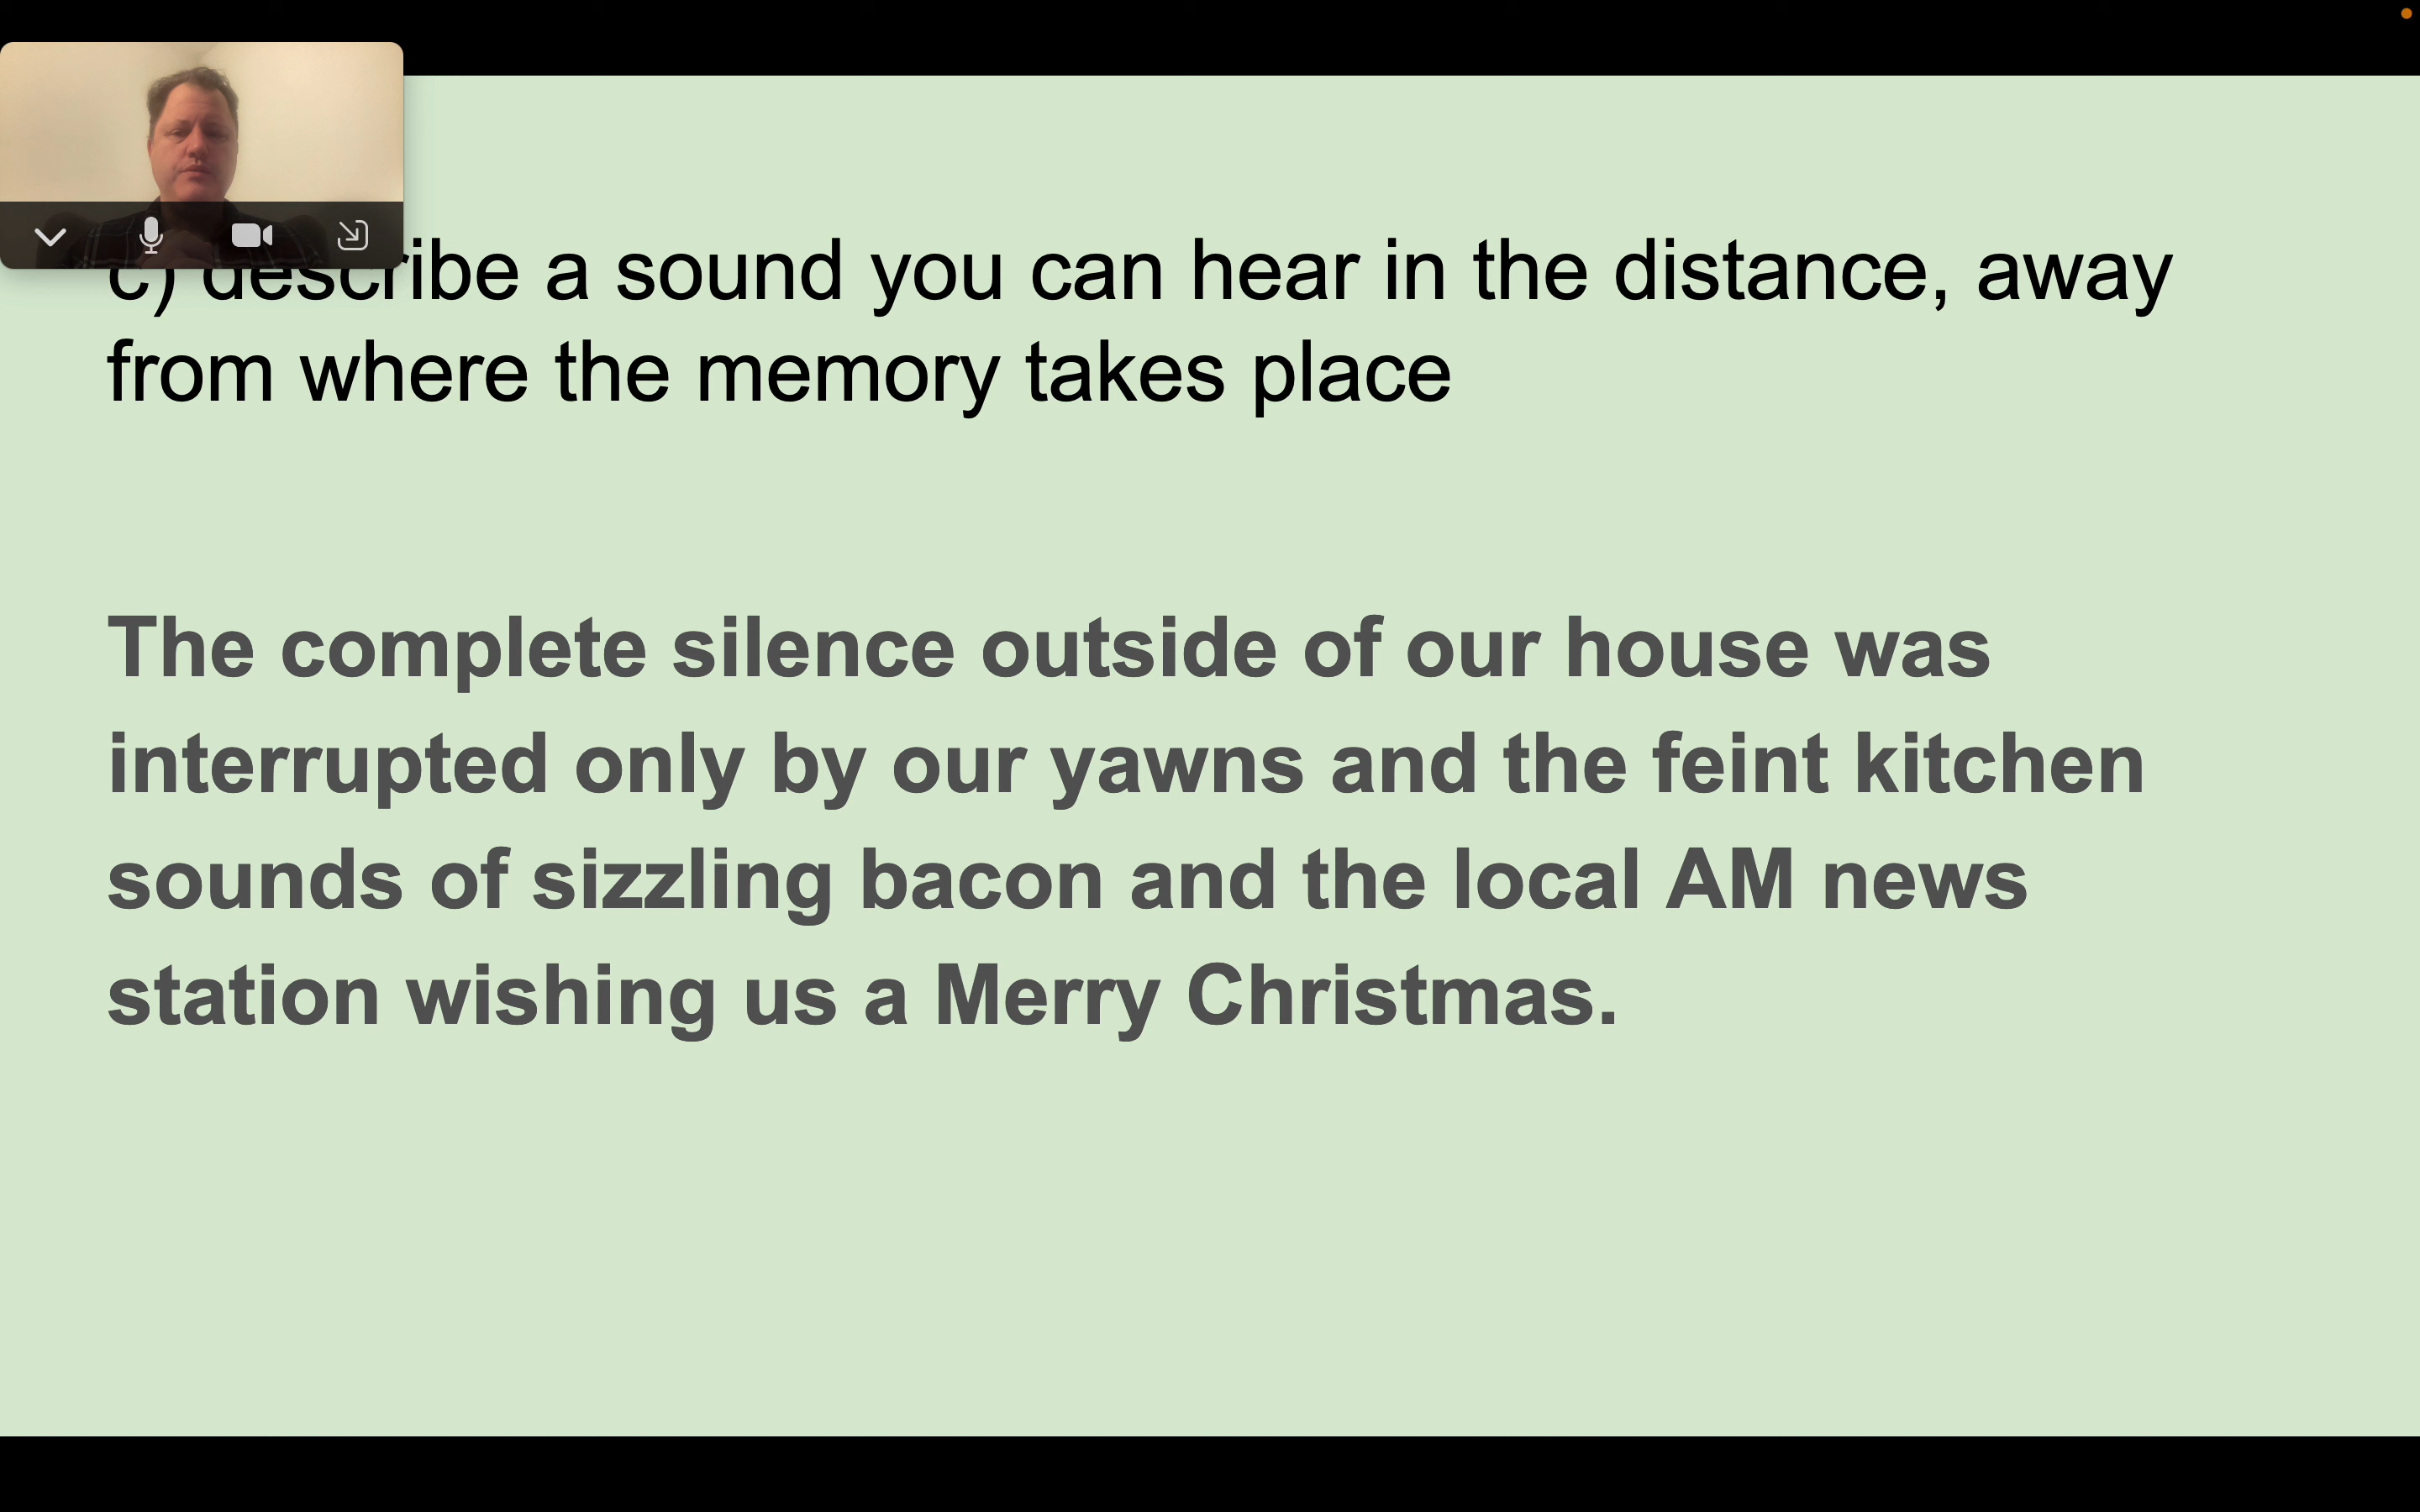 c) describe a sound you can hear in the distance, away
from where the memory takes place
The complete silence outside of our house was
interrupted only by our yawns and the feint kitchen
sounds of sizzling bacon and the local AM news
station wishing us a Merry Christmas.